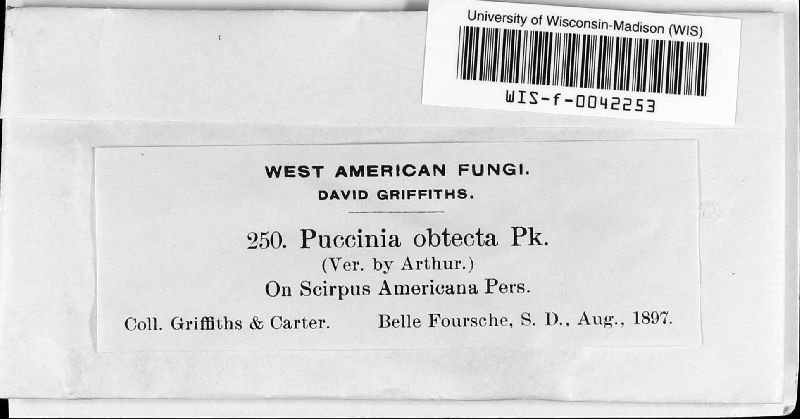 University of Wisconsin-Madison (WIS)
WIS-f-0042253
WEST AMERICAN FUNGI.
DAVID GRIFFITHS.
250. Puccinia obtecta Pk.
(Ver. by Arthur.)
On Scirpus Americana Pers.
Coll. Griffiths & Carter. Belle Foursche, S. D., Aug., 1897.